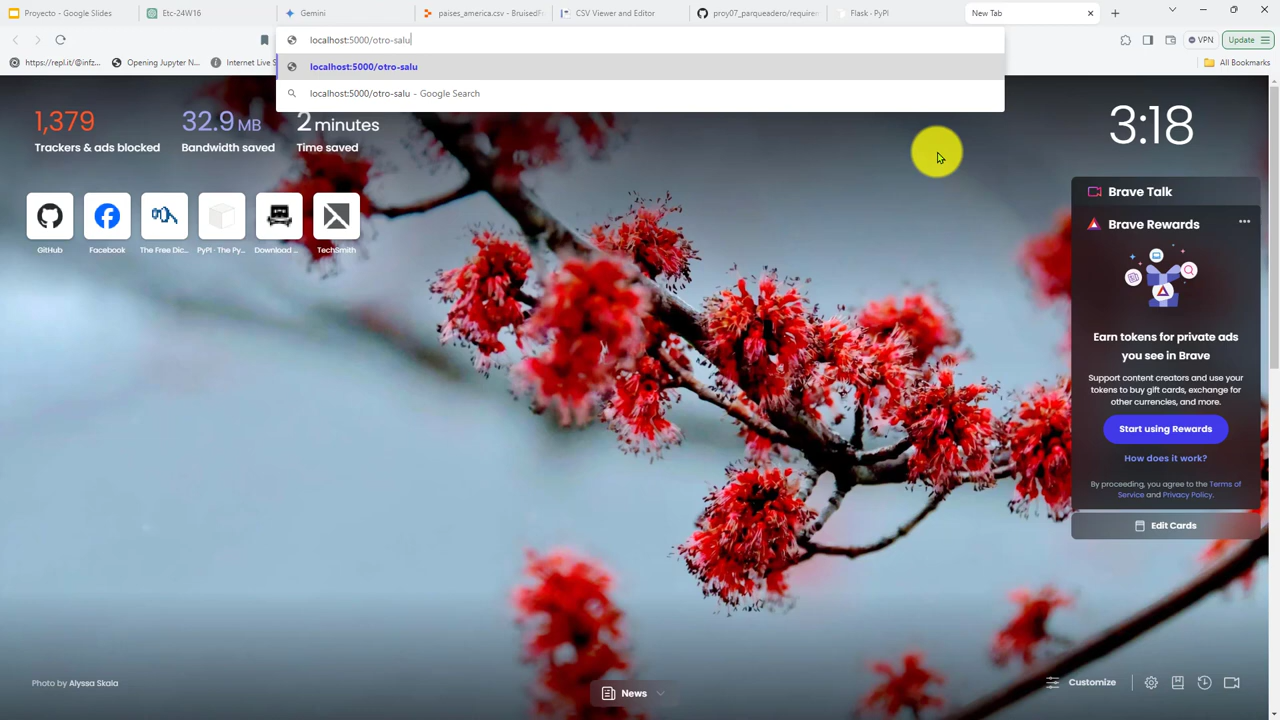 Proyecto - Google Slides
Etc-24W16
Gemini
paises_america.csv - BruisedFr
CSV Viewer and Editor
proy07_parqueadero/require
Flask · PyPI
New Tab
localhost:5000/otro-salu
VPN
Update
https://repl.it/@infz...
Opening Jupyter N...
Internet Live S
All Bookmarks
localhost:5000/otro-salu
localhost:5000/otro-salu - Google Search
1,379
Trackers & ads blocked
32.9 MB
Bandwidth saved
2 minutes
Time saved
3:18
GitHub
Facebook
The Free Dic...
PyPI · The Py...
Download ...
TechSmith
Brave Talk
Brave Rewards
Earn tokens for private ads
you see in Brave
Support content creators and use your
tokens to buy gift cards, exchange for
other currencies, and more.
Start using Rewards
How does it work?
By proceeding, you agree to the Terms of
Service and Privacy Policy.
Edit Cards
Photo by Alyssa Skala
News
Customize